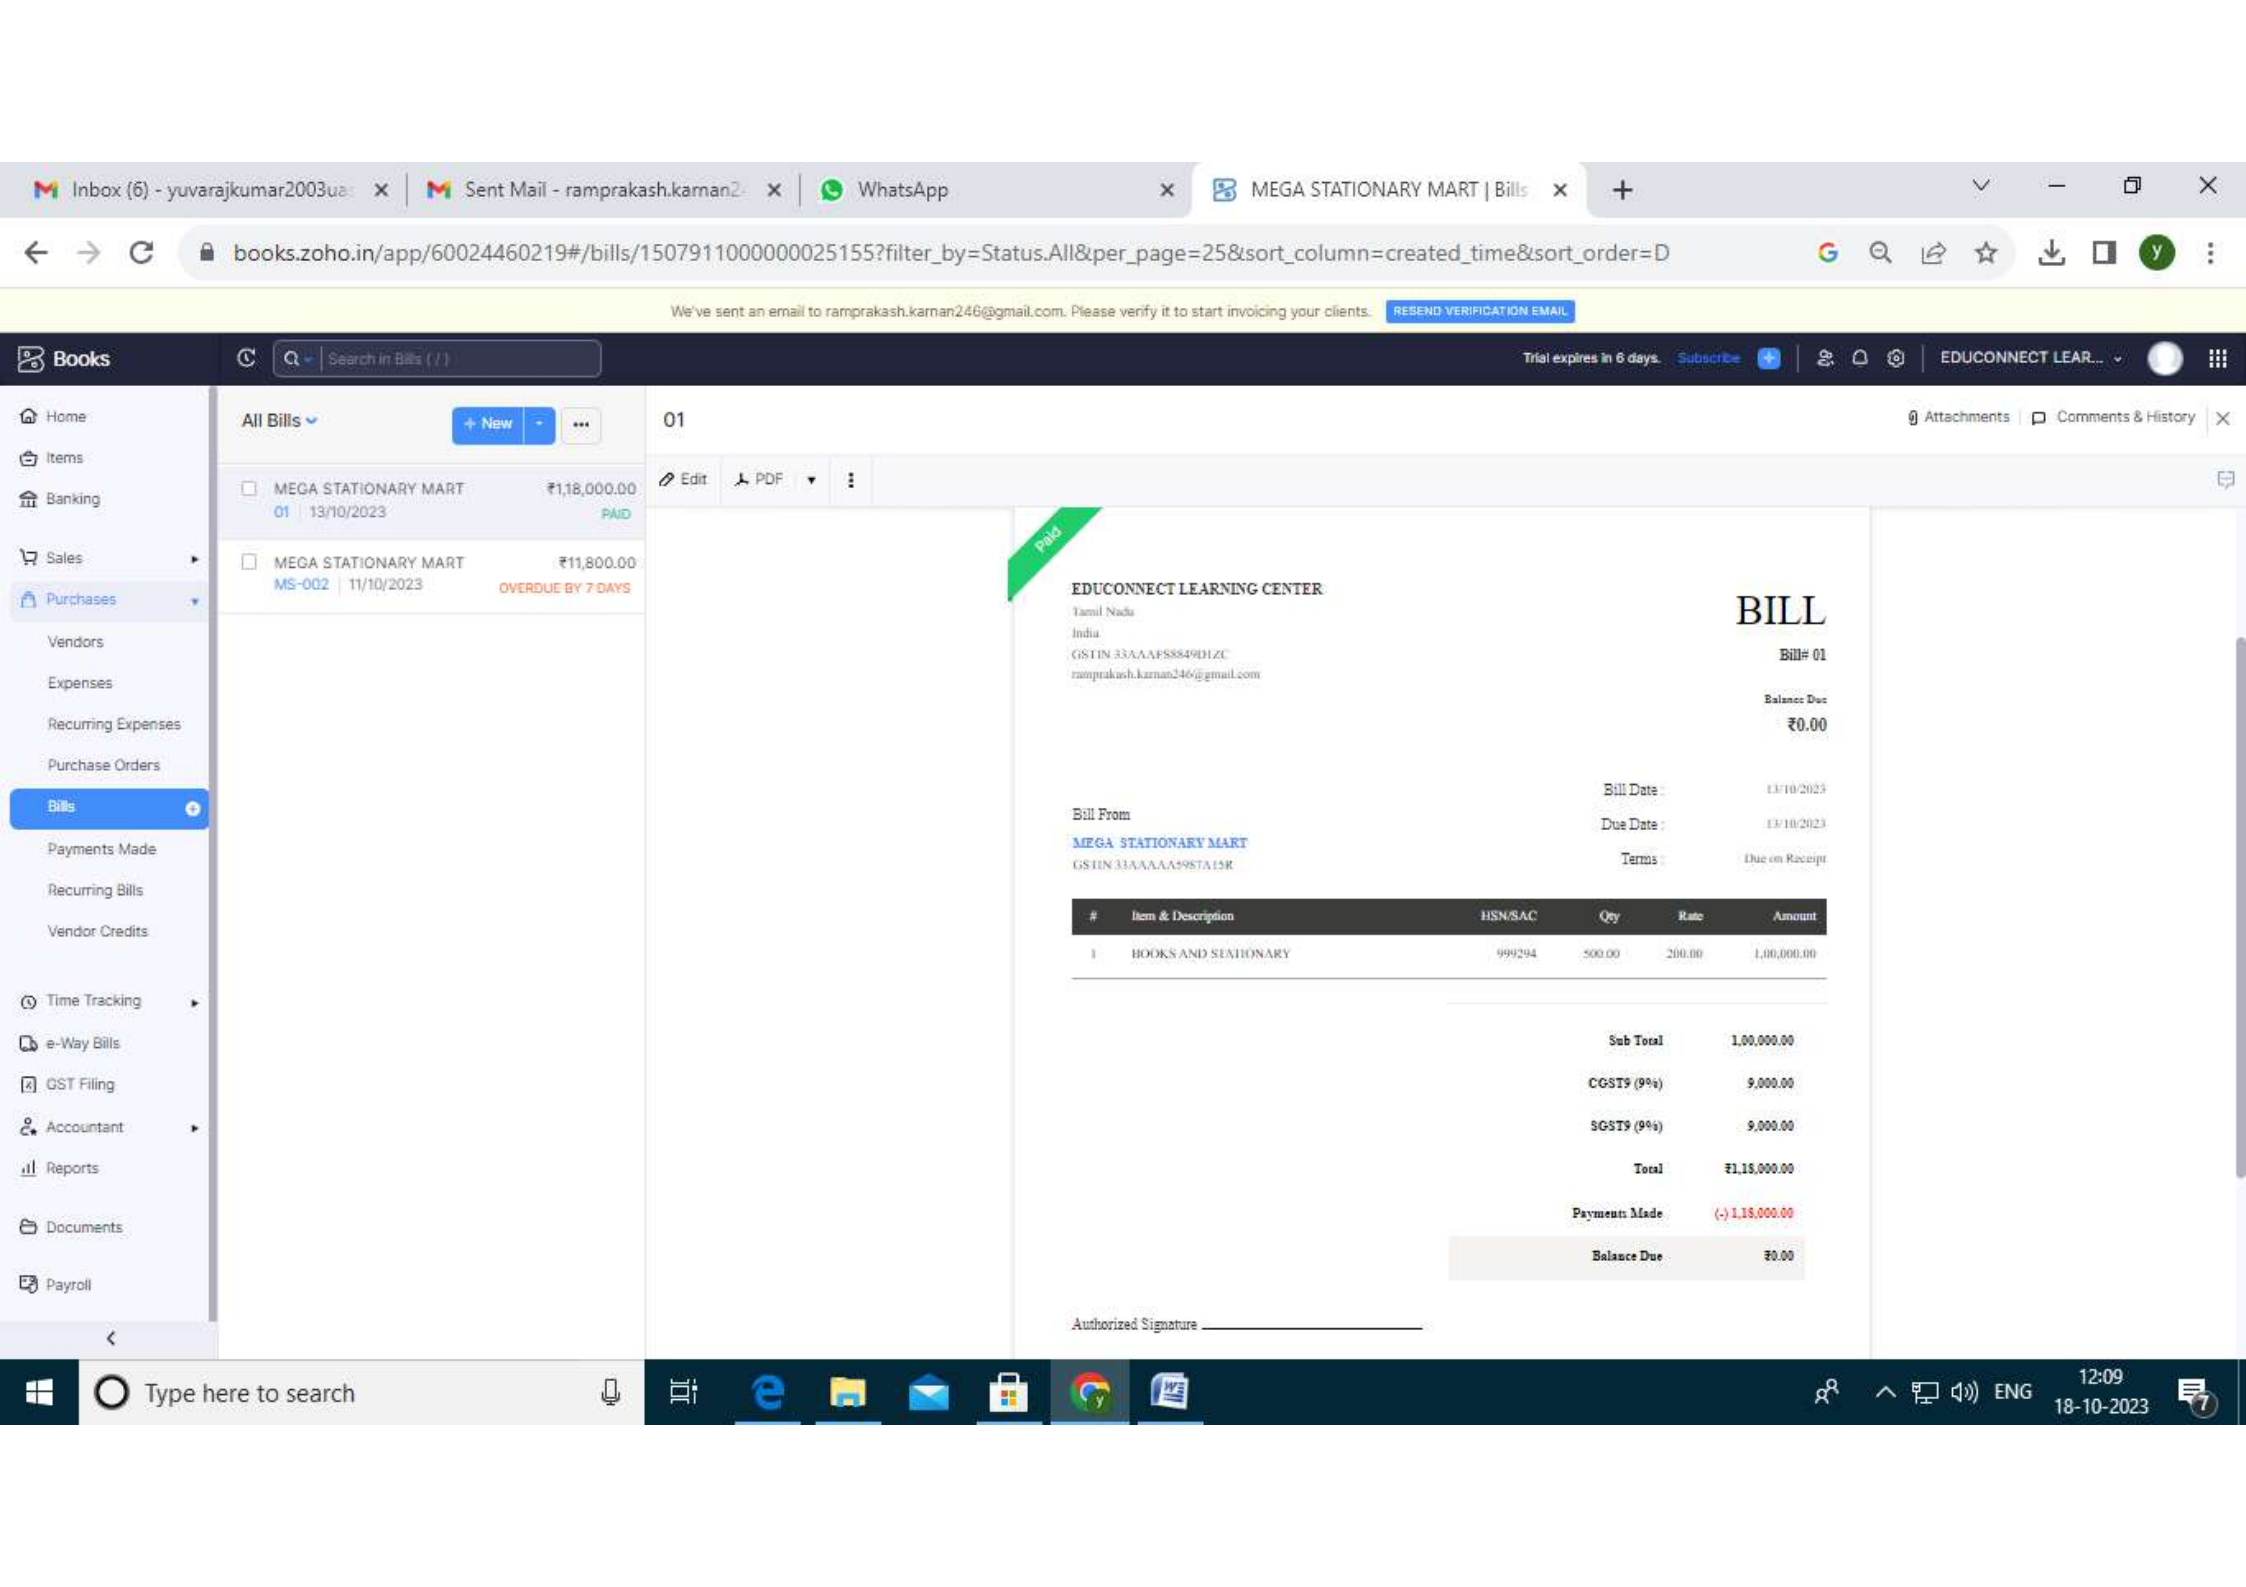 Inbox (6) - yuvarajkumar2003ua
Sent Mail - ramprakash.karnan2
WhatsApp
MEGA STATIONARY MART | Bills
books.zoho.in/app/60024460219#/bills/1507911000000025155?filter_by=Status.All&per_page=25&sort_column=created_time&sort_order=D
y
We've sent an email to ramprakash.karnan246@gmail.com. Please verify it to start invoicing your clients. RESEND VERIFICATION EMAIL
Books
Search in Bills ( / )
Trial expires in 6 days. Subscribe
EDUCONNECT LEAR...
Home
Items
Banking
Sales
Purchases
Vendors
Expenses
Recurring Expenses
Purchase Orders
Bills
Payments Made
Recurring Bills
Vendor Credits
Time Tracking
e-Way Bills
GST Filing
Accountant
Reports
Documents
Payroll
All Bills
+ New
MEGA STATIONARY MART ₹1,18,000.00
01 | 13/10/2023 PAID
MEGA STATIONARY MART ₹11,800.00
MS-002 | 11/10/2023 OVERDUE BY 7 DAYS
01
Attachments
Comments & History
Edit
PDF
Paid
EDUCONNECT LEARNING CENTER
Tamil Nadu
India
ramprakash.karnan246@gmail.com
BILL
Bill# 01
Balance Due
₹0.00
Bill From
MEGA STATIONARY MART
GSTIN 33AAAAA5987A15R
Bill Date : 13/10/2023
Due Date : 13/10/2023
Terms : Due on Receipt
# Item & Description HSN/SAC Qty Rate Amount
1 BOOKS AND STATIONARY 999294 500.00 200.00 1,00,000.00
Sub Total 1,00,000.00
CGST9 (9%) 9,000.00
SGST9 (9%) 9,000.00
Total ₹1,18,000.00
Payments Made (-) 1,18,000.00
Balance Due ₹0.00
Authorized Signature
Type here to search
ENG
12:09
18-10-2023
7